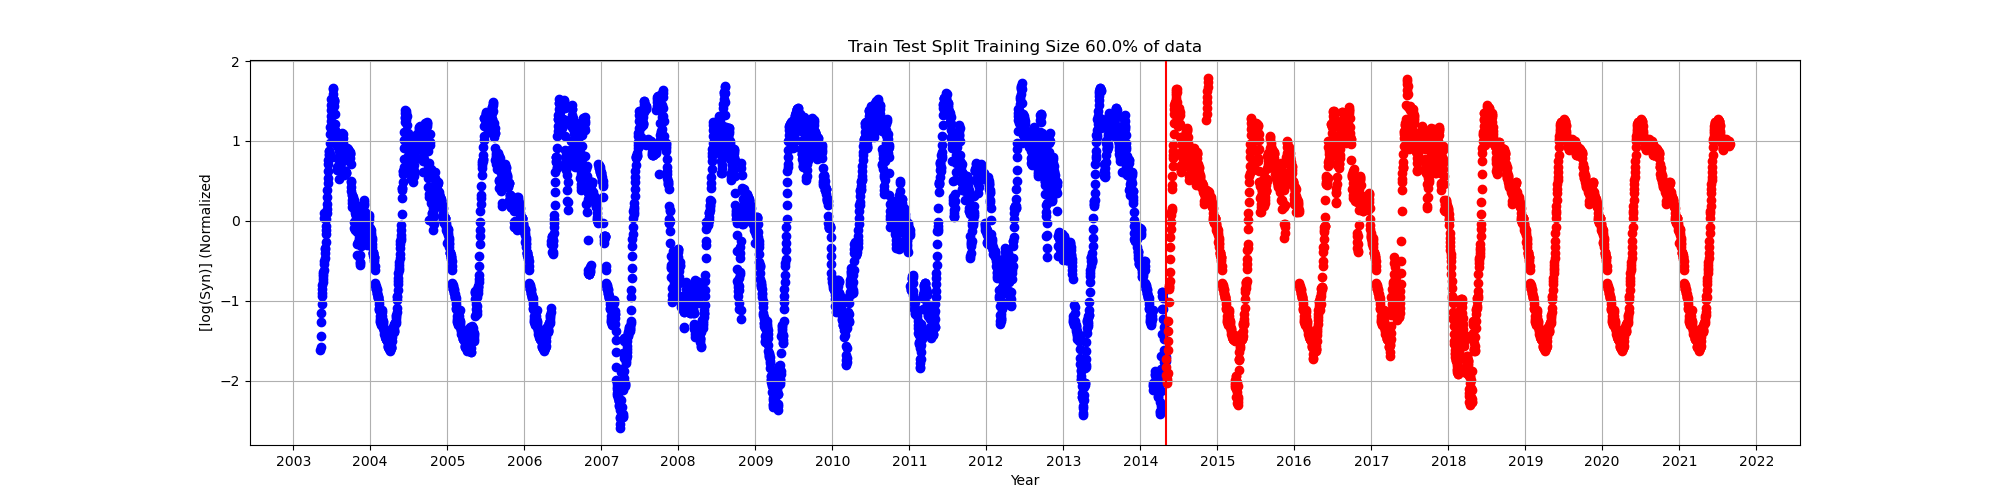 Train Test Split Training Size 60.0% of data
[log(Syn)] (Normalized
2
1
0
−1
−2
2003 2004 2005 2006 2007 2008 2009 2010 2011 2012 2013 2014 2015 2016 2017 2018 2019 2020 2021 2022
Year